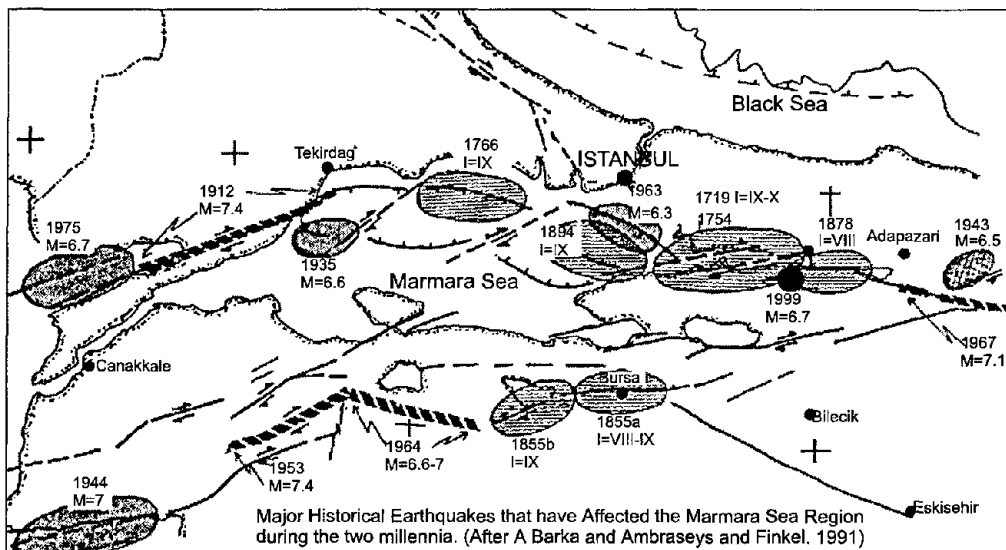 Black Sea
ISTANBUL
Tekirdag
1766
I=IX
1912
M=7.4
1963
M=6.3
1719 I=IX-X
1754
1878
I=VIII
1943
M=6.5
Adapazari
1975
M=6.7
1894
I=IX
1935
M=6.6
Marmara Sea
1999
M=6.7
1967
M=7.1
Canakkale
Bursa
Bilecik
1855a
I=VIII-IX
1855b
I=IX
1964
M=6.6-7
1953
M=7.4
1944
M=7
Eskisehir
Major Historical Earthquakes that have Affected the Marmara Sea Region
during the two millennia. (After A Barka and Ambraseys and Finkel, 1991)